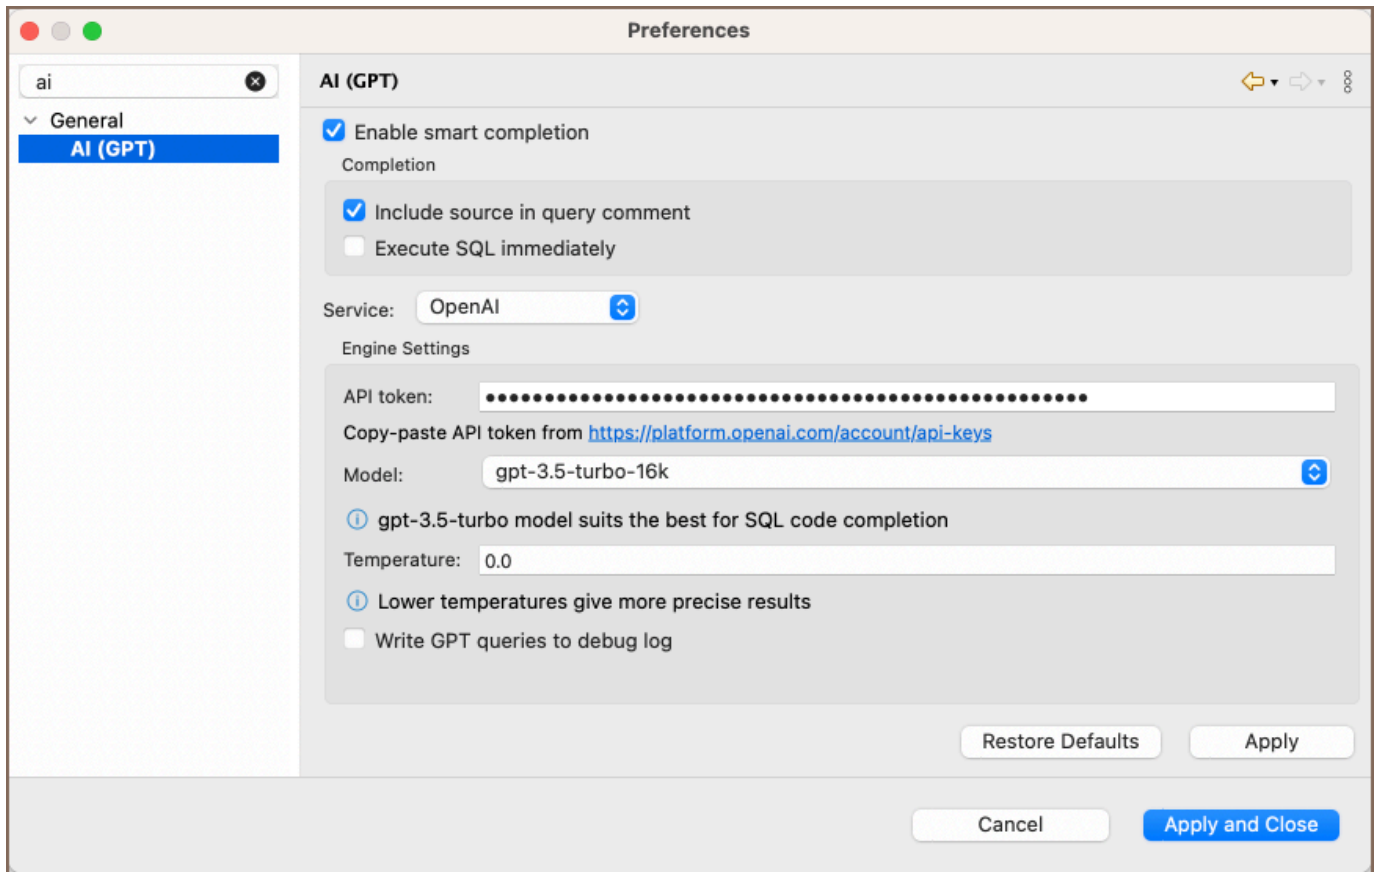 Preferences
ai
General
AI (GPT)
AI (GPT)
Enable smart completion
Completion
Include source in query comment
Execute SQL immediately
Service: OpenAI
Engine Settings
API token: ●●●●●●●●●●●●●●●●●●●●●●●●●●●●●●●●●●●●●●●●●●●●●●●●●●●
Copy-paste API token from https://platform.openai.com/account/api-keys
Model: gpt-3.5-turbo-16k
gpt-3.5-turbo model suits the best for SQL code completion
Temperature: 0.0
Lower temperatures give more precise results
Write GPT queries to debug log
Restore Defaults Apply
Cancel Apply and Close